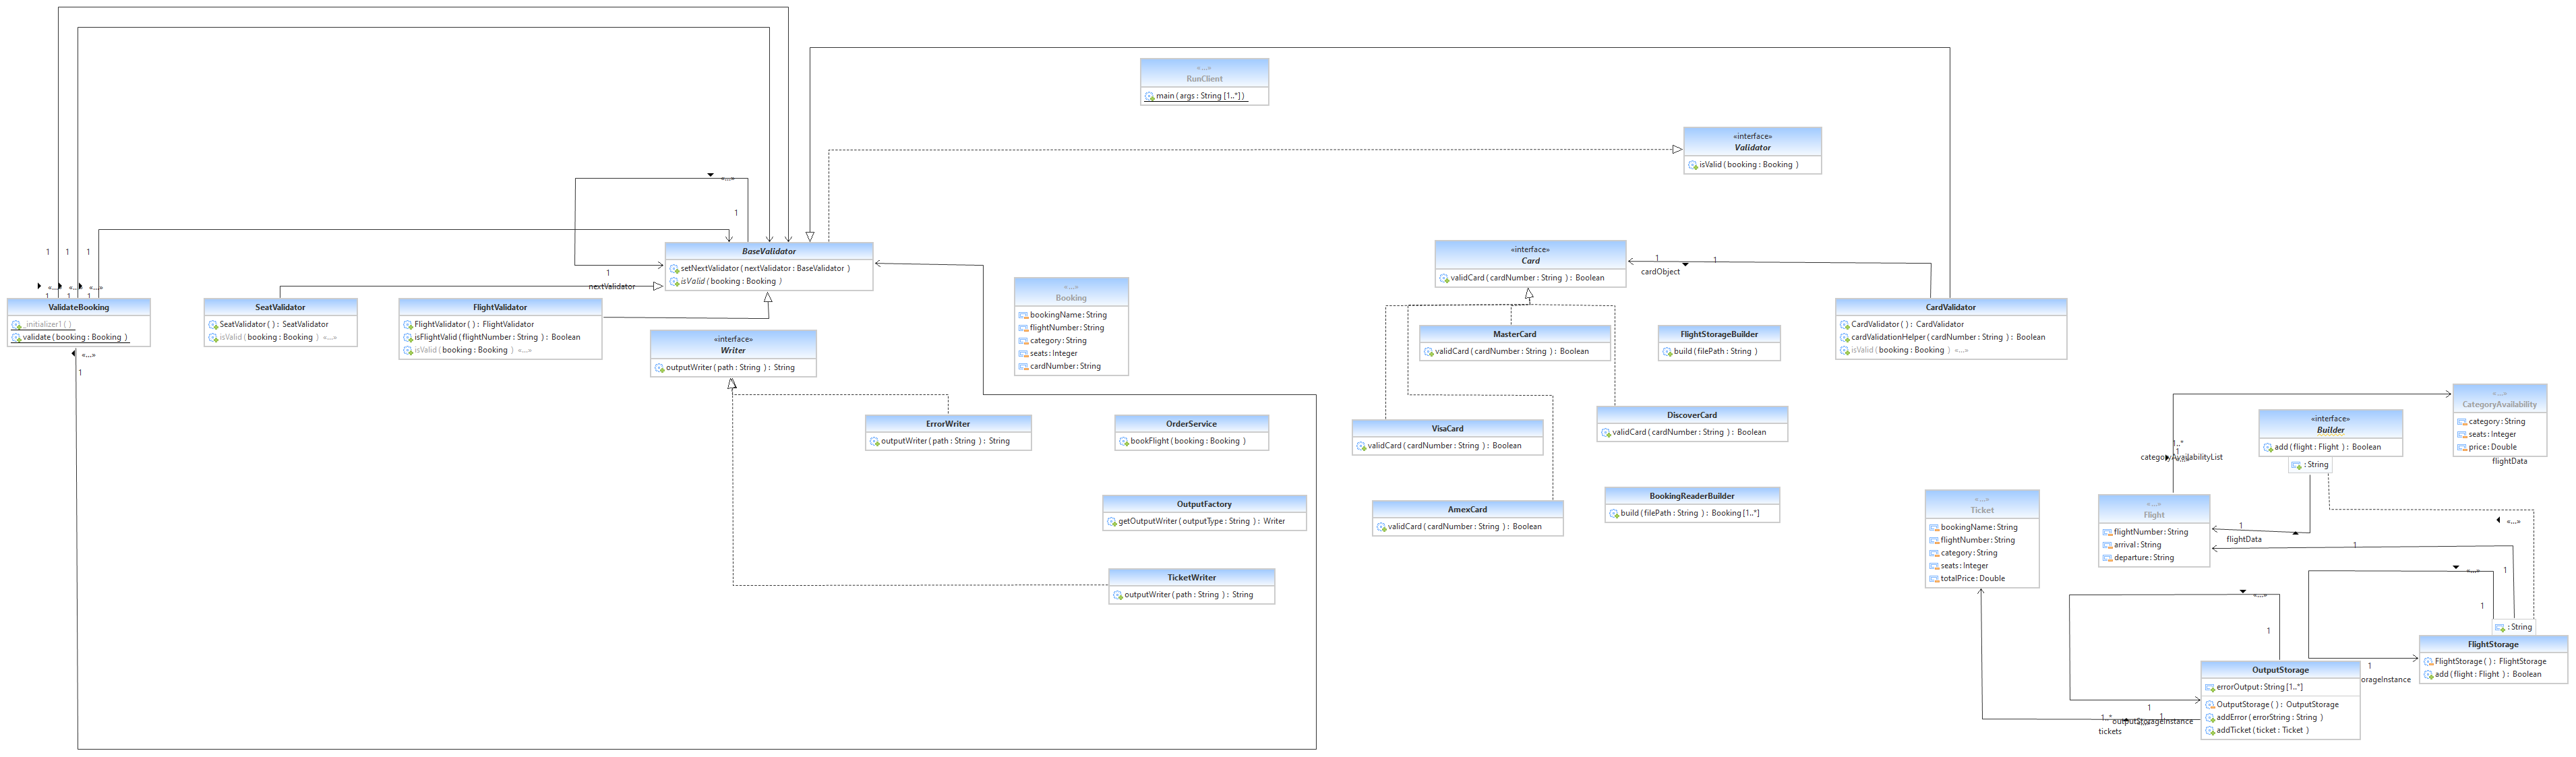 «...»
RunClient
main ( args : String [1..*] )
«interface»
Validator
isValid ( booking : Booking )
«...»
1
1
1
1
BaseValidator
setNextValidator ( nextValidator : BaseValidator )
isValid ( booking : Booking )
1
nextValidator
«...»
«...»
«...»
1
1
1
ValidateBooking
_initializer1 ( )
validate ( booking : Booking )
«...»
1
SeatValidator
SeatValidator ( ) : SeatValidator
isValid ( booking : Booking ) «...»
FlightValidator
FlightValidator ( ) : FlightValidator
isFlightValid ( flightNumber : String ) : Boolean
isValid ( booking : Booking ) «...»
«interface»
Writer
outputWriter ( path : String ) : String
«...»
Booking
bookingName : String
flightNumber : String
category : String
seats : Integer
cardNumber : String
«interface»
Card
validCard ( cardNumber : String ) : Boolean
1
1
cardObject
MasterCard
validCard ( cardNumber : String ) : Boolean
FlightStorageBuilder
build ( filePath : String )
CardValidator
CardValidator ( ) : CardValidator
cardValidationHelper ( cardNumber : String ) : Boolean
isValid ( booking : Booking ) «...»
ErrorWriter
outputWriter ( path : String ) : String
OrderService
bookFlight ( booking : Booking )
VisaCard
validCard ( cardNumber : String ) : Boolean
DiscoverCard
validCard ( cardNumber : String ) : Boolean
«...»
CategoryAvailability
category : String
seats : Integer
price : Double
flightData
«interface»
Builder
add ( flight : Flight ) : Boolean
: String
1..*
1
categoryAvailabilityList
OutputFactory
getOutputWriter ( outputType : String ) : Writer
AmexCard
validCard ( cardNumber : String ) : Boolean
BookingReaderBuilder
build ( filePath : String ) : Booking [1..*]
«...»
Ticket
bookingName : String
flightNumber : String
category : String
seats : Integer
totalPrice : Double
«...»
Flight
flightNumber : String
arrival : String
departure : String
1
flightData
«...»
1
«...»
1
1
TicketWriter
outputWriter ( path : String ) : String
«...»
1
: String
FlightStorage
FlightStorage ( ) : FlightStorage
add ( flight : Flight ) : Boolean
1
orageInstance
OutputStorage
errorOutput : String [1..*]
OutputStorage ( ) : OutputStorage
addError ( errorString : String )
addTicket ( ticket : Ticket )
1
1..*
outputStorageInstance
1
tickets